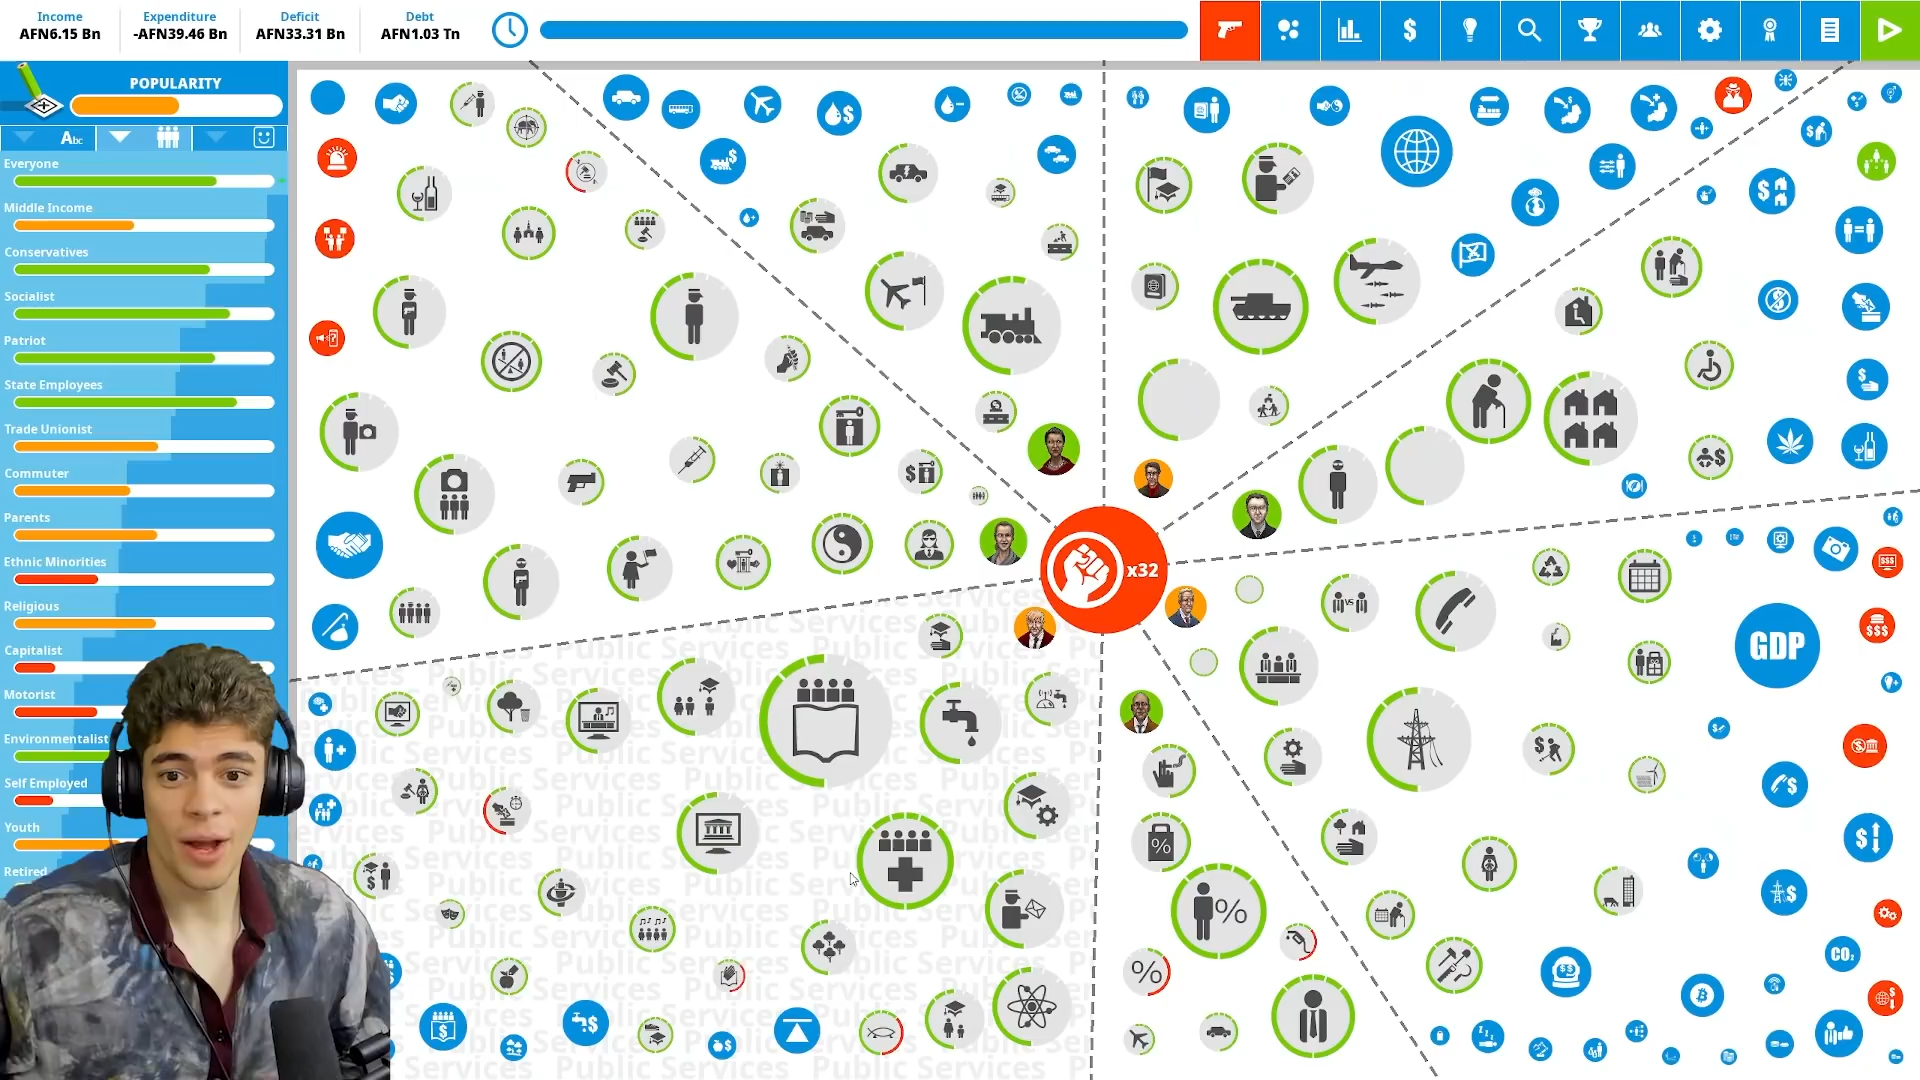 Income
AFN6.15 Bn
Expenditure
-AFN39.46 Bn
Deficit
AFN33.31 Bn
Debt
AFN1.03 Tn
POPULARITY
Abc
Everyone
Middle Income
Conservatives
Socialist
Patriot
State Employees
Trade Unionist
Commuter
Parents
Ethnic Minorities
Religious
Capitalist
Motorist
Environmentalist
Self Employed
Youth
Retired
x32
GDP
CO₂
Public Services